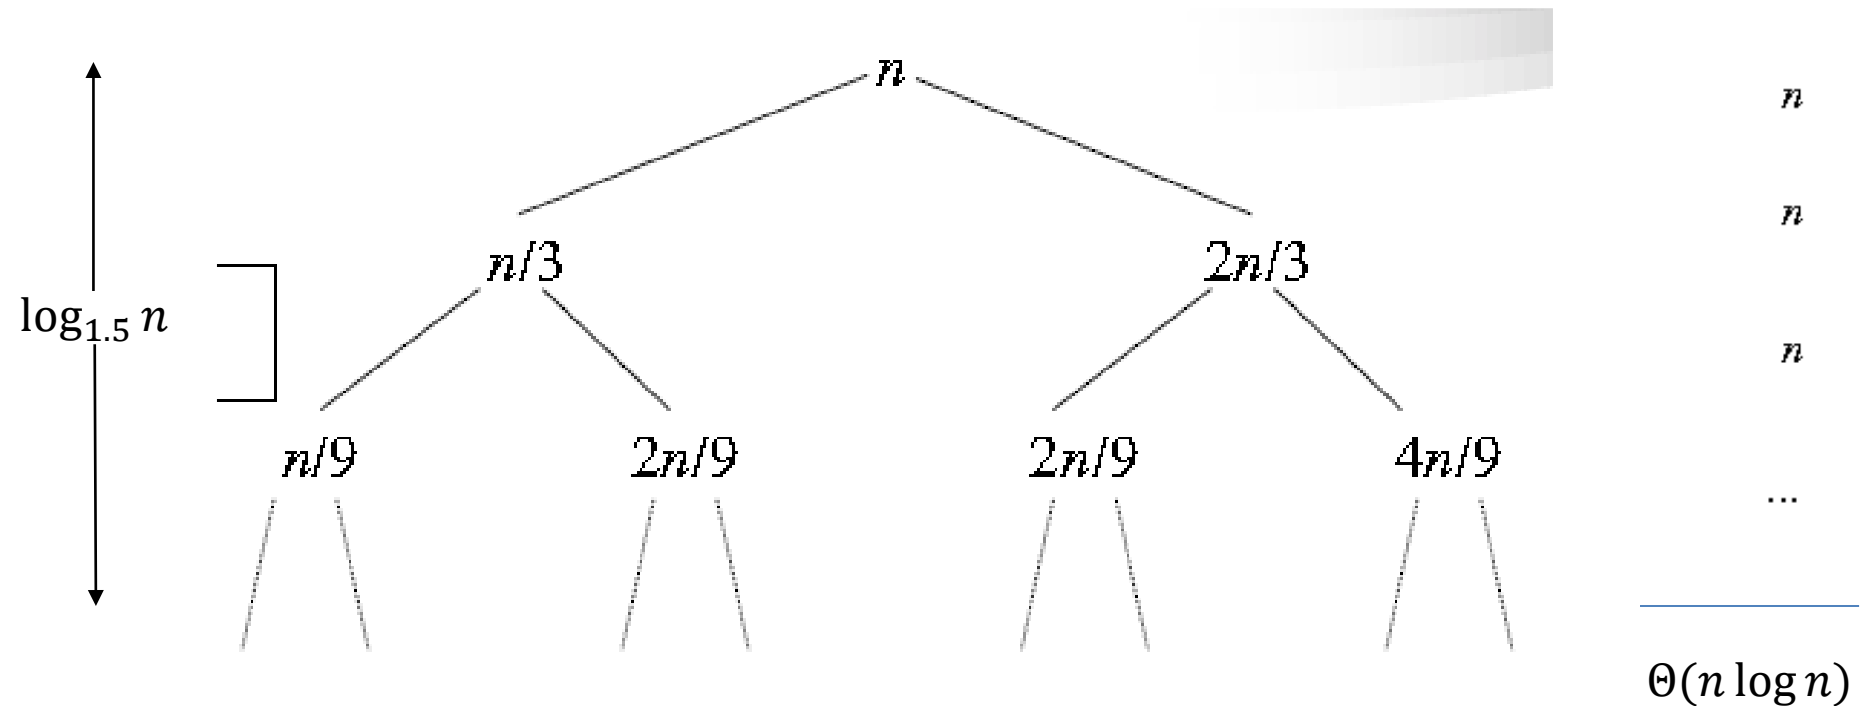 n
n
n/3 2n/3
n
log₁.₅ n
n
n/9 2n/9 2n/9 4n/9
...
Θ(n log n)